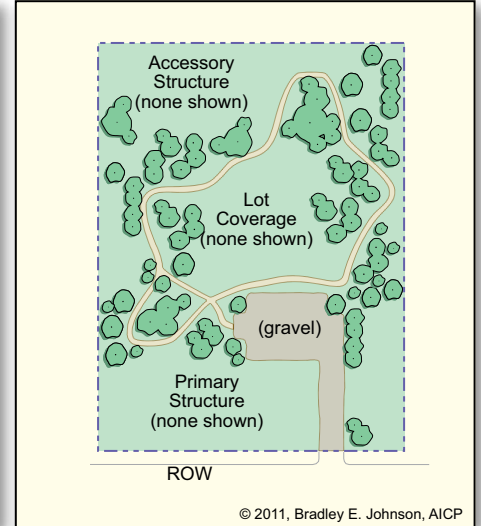 Accessory
Structure
(none shown)
Lot
Coverage
(none shown)
(gravel)
Primary
Structure
(none shown)
ROW
© 2011, Bradley E. Johnson, AICP